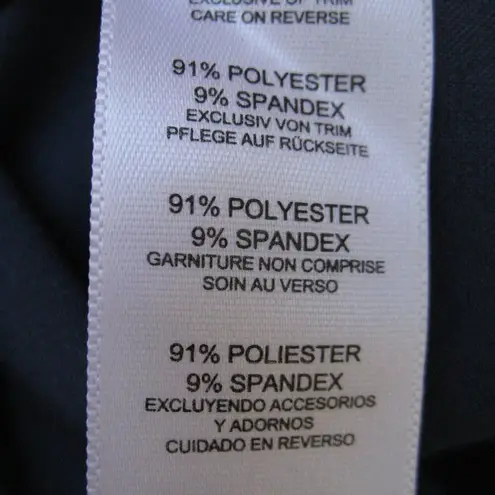 EXCLUSIVE OF TRIM
CARE ON REVERSE
91% POLYESTER
9% SPANDEX
EXCLUSIV VON TRIM
PFLEGE AUF RÜCKSEITE
91% POLYESTER
9% SPANDEX
GARNITURE NON COMPRISE
SOIN AU VERSO
91% POLIESTER
9% SPANDEX
EXCLUYENDO ACCESORIOS
Y ADORNOS
CUIDADO EN REVERSO